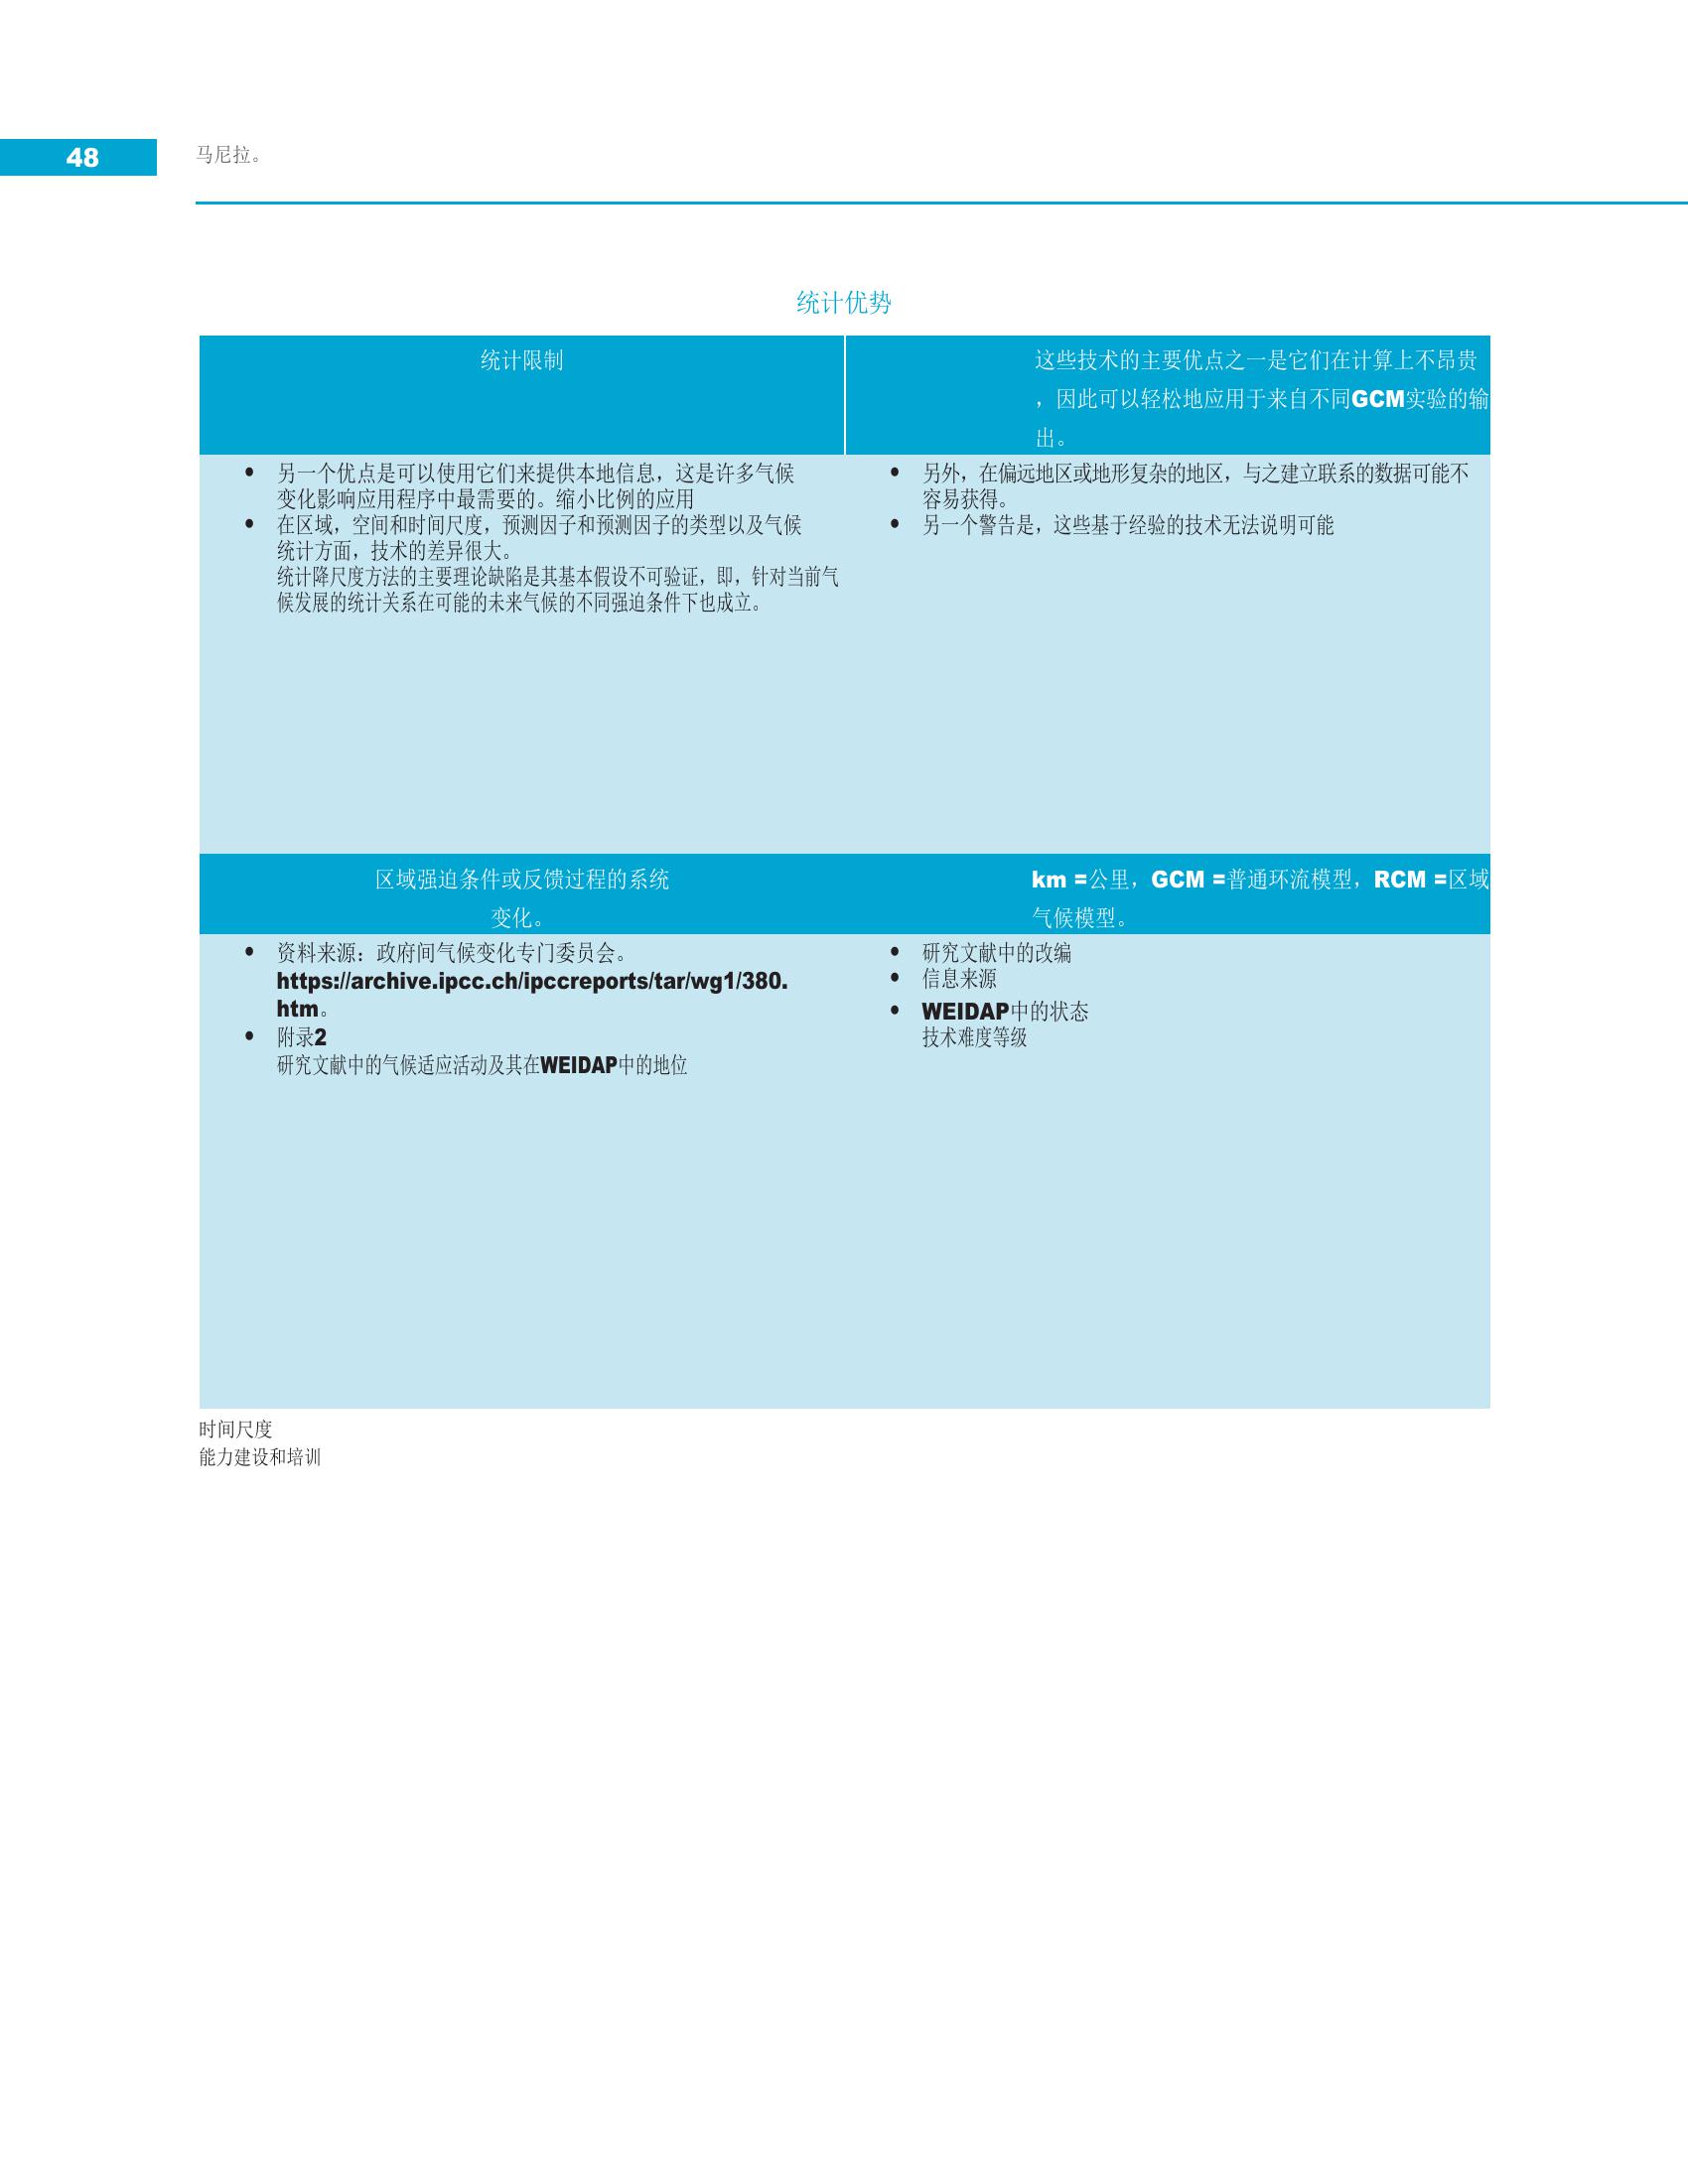 48
马尼拉。
统计优势
统计限制
这些技术的主要优点之一是它们在计算上不昂贵
，因此可以轻松地应用于来自不同GCM实验的输
出。
• 另一个优点是可以使用它们来提供本地信息，这是许多气候
变化影响应用程序中最需要的。缩小比例的应用
• 在区域，空间和时间尺度，预测因子和预测因子的类型以及气候
统计方面，技术的差异很大。
统计降尺度方法的主要理论缺陷是其基本假设不可验证，即，针对当前气
候发展的统计关系在可能的未来气候的不同强迫条件下也成立。
• 另外，在偏远地区或地形复杂的地区，与之建立联系的数据可能不
容易获得。
• 另一个警告是，这些基于经验的技术无法说明可能
区域强迫条件或反馈过程的系统
变化。
km =公里，GCM =普通环流模型，RCM =区域
气候模型。
• 资料来源：政府间气候变化专门委员会。
https://archive.ipcc.ch/ipccreports/tar/wg1/380.
htm。
• 附录2
研究文献中的气候适应活动及其在WEIDAP中的地位
• 研究文献中的改编
• 信息来源
• WEIDAP中的状态
技术难度等级
时间尺度
能力建设和培训